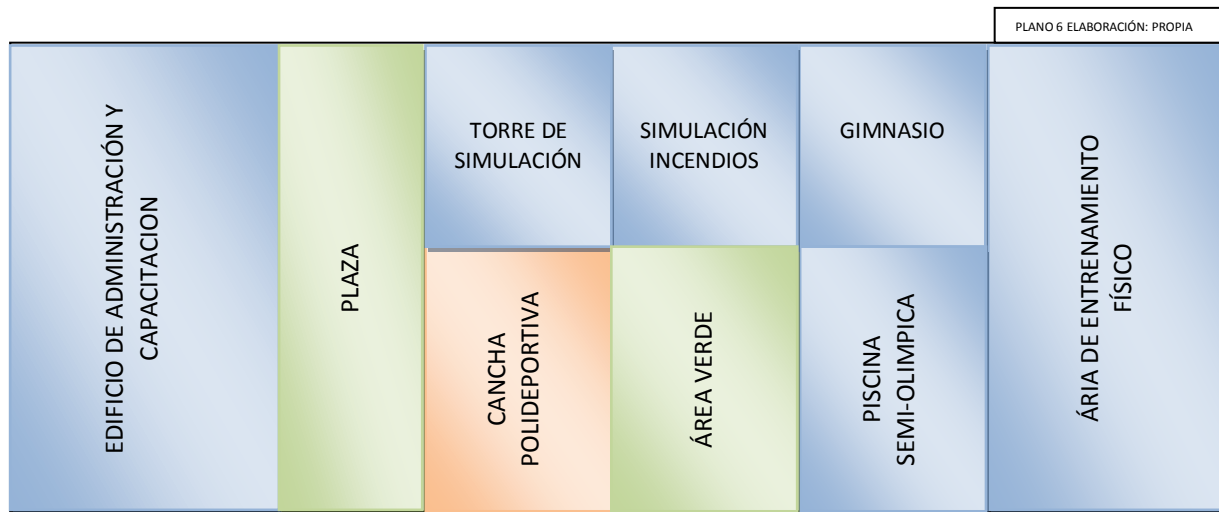 PLANO 6 ELABORACIÓN: PROPIA
EDIFICIO DE ADMINISTRACIÓN Y
CAPACITACION
PLAZA
TORRE DE
SIMULACIÓN
SIMULACIÓN
INCENDIOS
GIMNASIO
CANCHA
POLIDEPORTIVA
ÁREA VERDE
PISCINA
SEMI-OLIMPICA
ÁRIA DE ENTRENAMIENTO
FÍSICO